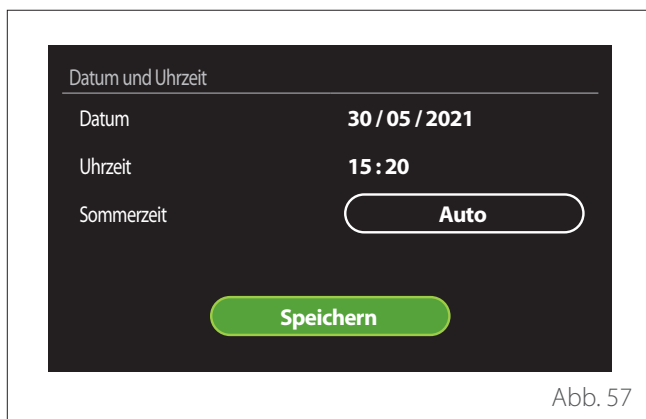 Datum und Uhrzeit
Datum 30 / 05 / 2021
Uhrzeit 15 : 20
Sommerzeit Auto
Speichern
Abb. 57